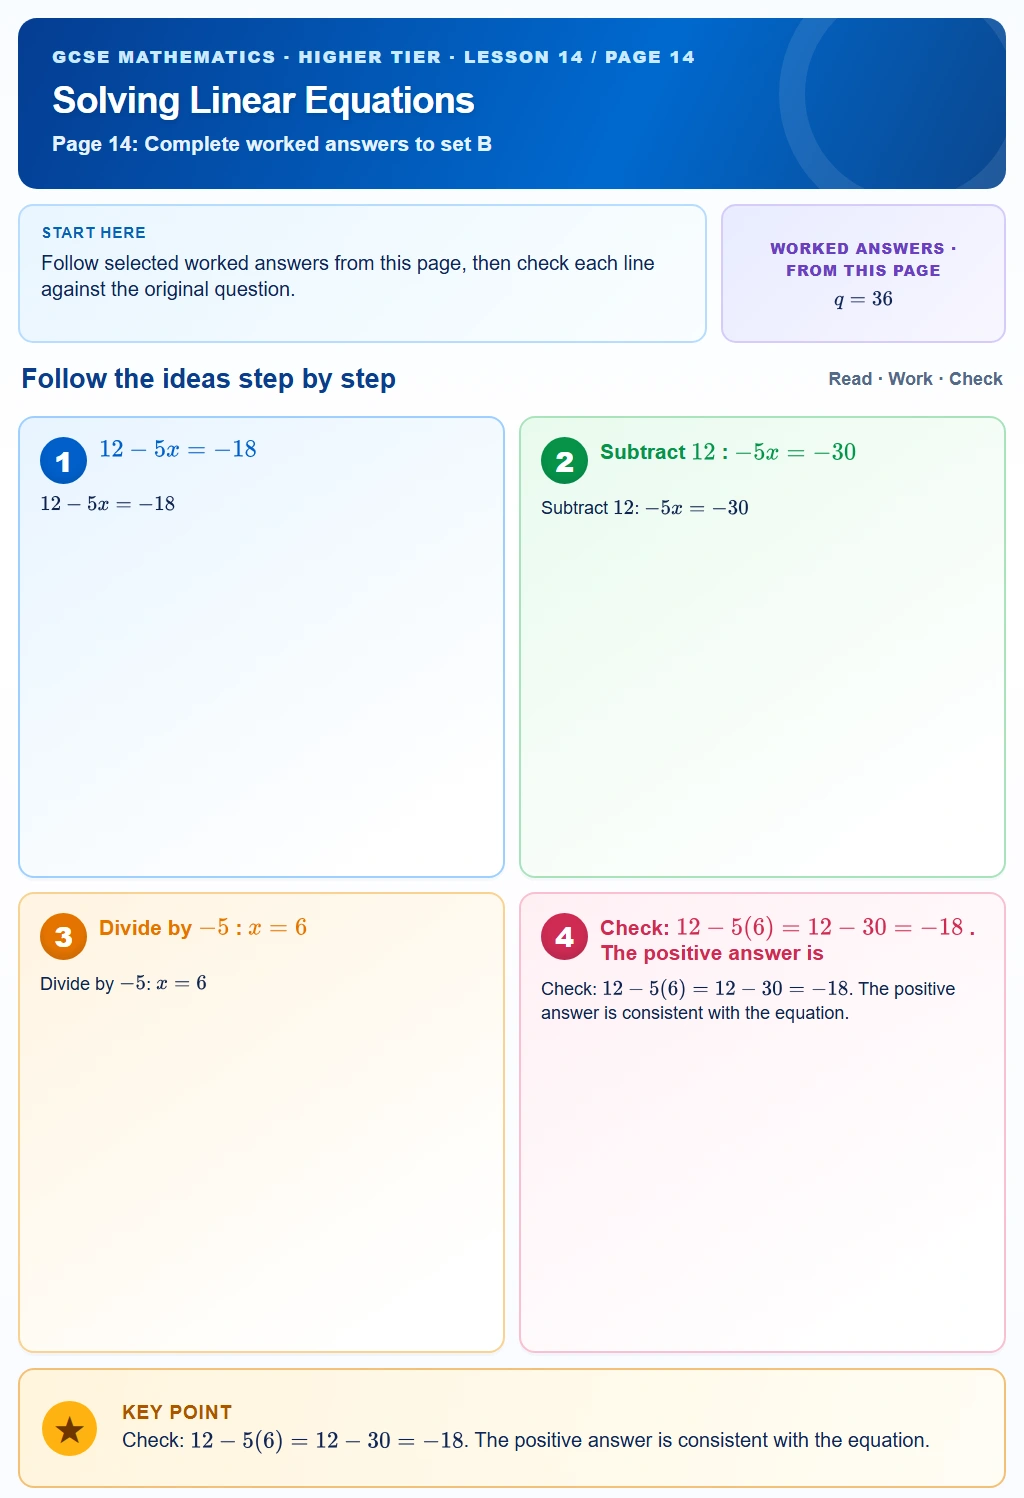 GCSE MATHEMATICS · HIGHER TIER · LESSON 14 / PAGE 14
Solving Linear Equations
Page 14: Complete worked answers to set B
START HERE
Follow selected worked answers from this page, then check each line
against the original question.
WORKED ANSWERS ·
FROM THIS PAGE
q = 36
Follow the ideas step by step
Read · Work · Check
1
12 − 5x = −18
12 − 5x = −18
2
Subtract 12 : −5x = −30
Subtract 12: −5x = −30
3
Divide by −5 : x = 6
Divide by −5: x = 6
4
Check: 12 − 5(6) = 12 − 30 = −18 .
The positive answer is
Check: 12 − 5(6) = 12 − 30 = −18. The positive
answer is consistent with the equation.
KEY POINT
Check: 12 − 5(6) = 12 − 30 = −18. The positive answer is consistent with the equation.